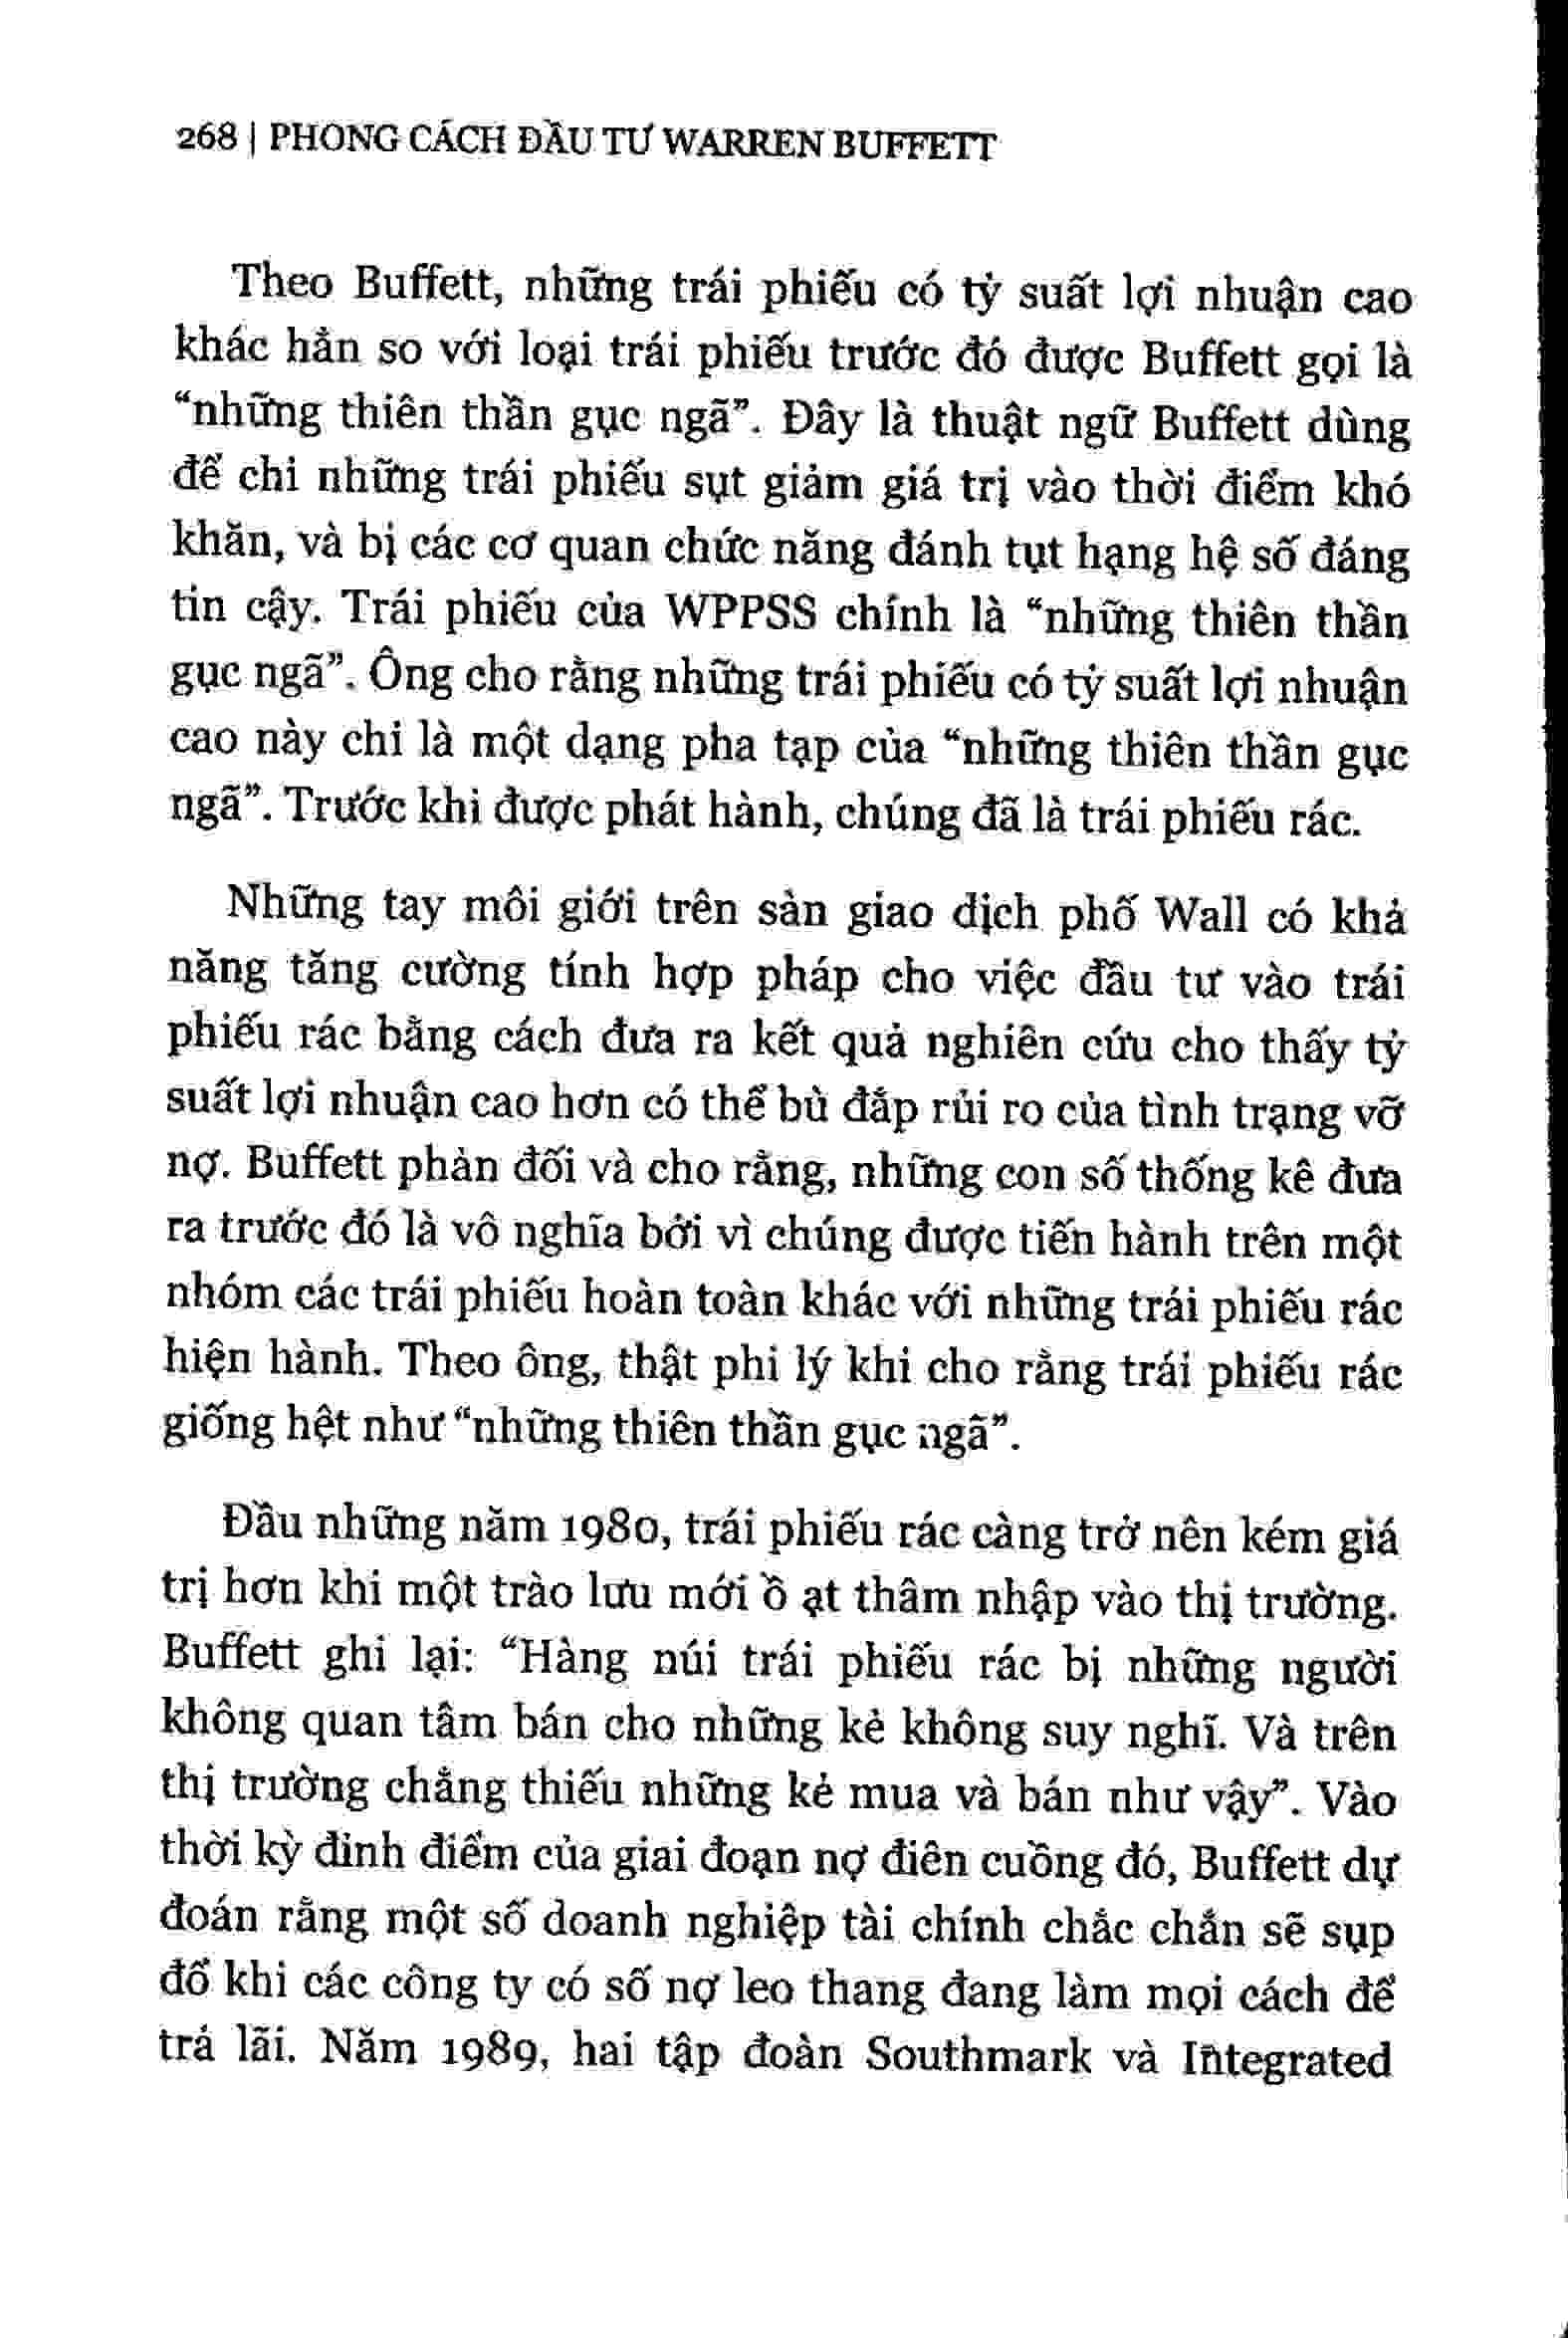 268 | PHONG CÁCH ĐẦU TƯ WARREN BUFFETT
Theo Buffett, những trái phiếu có tỷ suất lợi nhuận cao
khác hẳn so với loại trái phiếu trước đó được Buffett gọi là
“những thiên thần gục ngã”. Đây là thuật ngữ Buffett dùng
để chỉ những trái phiếu sụt giảm giá trị vào thời điểm khó
khăn, và bị các cơ quan chức năng đánh tụt hạng hệ số đáng
tin cậy. Trái phiếu của WPPSS chính là “những thiên thần
gục ngã”. Ông cho rằng những trái phiếu có tỷ suất lợi nhuận
cao này chỉ là một dạng pha tạp của “những thiên thần gục
ngã”. Trước khi được phát hành, chúng đã là trái phiếu rác.
Những tay môi giới trên sàn giao dịch phố Wall có khả
năng tăng cường tính hợp pháp cho việc đầu tư vào trái
phiếu rác bằng cách đưa ra kết quả nghiên cứu cho thấy tỷ
suất lợi nhuận cao hơn có thể bù đắp rủi ro của tình trạng vỡ
nợ. Buffett phản đối và cho rằng, những con số thống kê đưa
ra trước đó là vô nghĩa bởi vì chúng được tiến hành trên một
nhóm các trái phiếu hoàn toàn khác với những trái phiếu rác
hiện hành. Theo ông, thật phi lý khi cho rằng trái phiếu rác
giống hệt như “những thiên thần gục ngã”.
Đầu những năm 1980, trái phiếu rác càng trở nên kém giá
trị hơn khi một trào lưu mới ồ ạt thâm nhập vào thị trường.
Buffett ghi lại: “Hàng núi trái phiếu rác bị những người
không quan tâm bán cho những kẻ không suy nghĩ. Và trên
thị trường chẳng thiếu những kẻ mua và bán như vậy”. Vào
thời kỳ đỉnh điểm của giai đoạn nợ điên cuồng đó, Buffett dự
đoán rằng một số doanh nghiệp tài chính chắc chắn sẽ sụp
đổ khi các công ty có số nợ leo thang đang làm mọi cách để
trả lãi. Năm 1989, hai tập đoàn Southmark và Integrated